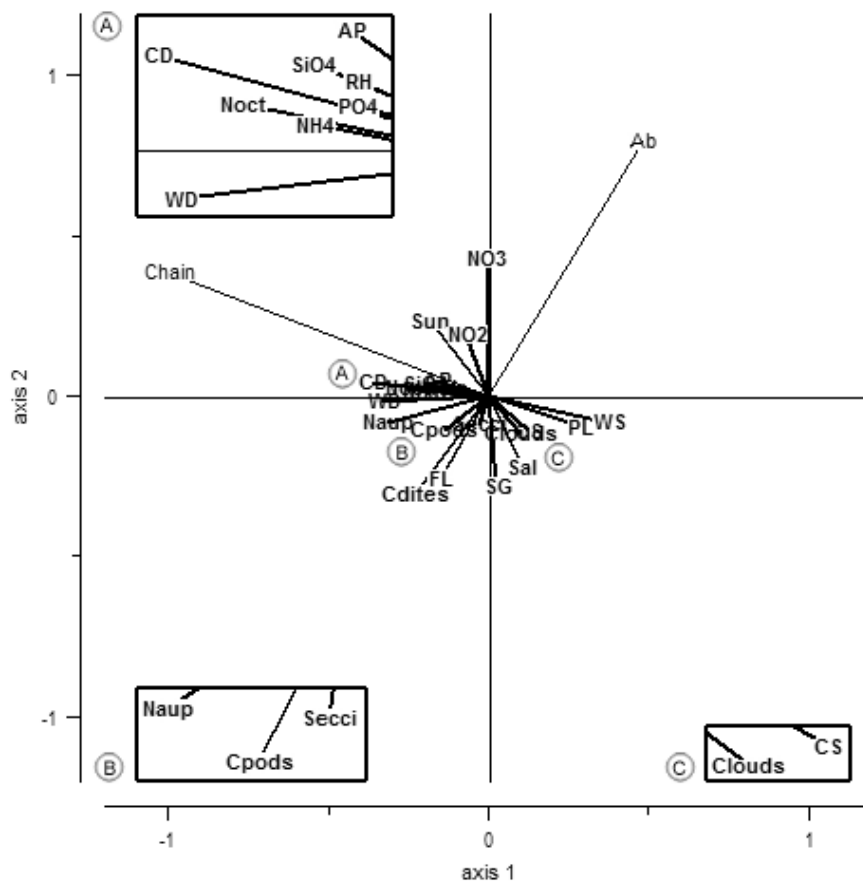 A
AP
CD
SiO4
RH
Noct
PO4
NH4
WD
1
Ab
NO3
Chain
Sun
NO2
A
CD
0
axis 2
WD
Naup
Cpods
Clouds
PL
WS
B
C
Sal
FL
SG
Cdites
-1
Naup
Secci
Cpods
B
C
CS
Clouds
-1
0
1
axis 1